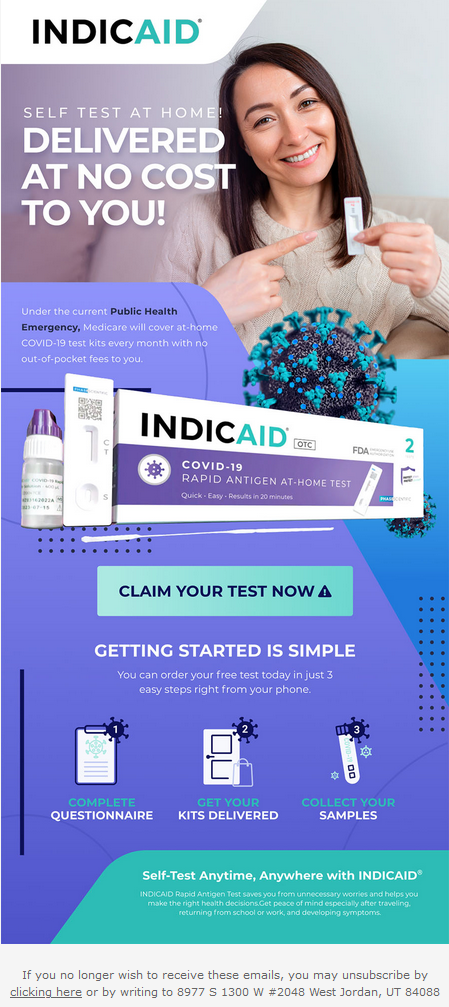 INDICAID®
SELF TEST AT HOME!
DELIVERED
AT NO COST
TO YOU!
Under the current Public Health
Emergency, Medicare will cover at-home
COVID-19 test kits every month with no
out-of-pocket fees to you.
C
T
S
INDICAID®
OTC
COVID-19
RAPID ANTIGEN AT-HOME TEST
Quick - Easy - Results in 20 minutes
FDA
2
CLAIM YOUR TEST NOW
GETTING STARTED IS SIMPLE
You can order your free test today in just 3
easy steps right from your phone.
1
2
3
COVID-19
COMPLETE
QUESTIONNAIRE
GET YOUR
KITS DELIVERED
COLLECT YOUR
SAMPLES
Self-Test Anytime, Anywhere with INDICAID®
INDICAID Rapid Antigen Test saves you from unnecessary worries and helps you
make the right health decisions.Get peace of mind especially after traveling,
returning from school or work, and developing symptoms.
If you no longer wish to receive these emails, you may unsubscribe by
clicking here or by writing to 8977 S 1300 W #2048 West Jordan, UT 84088